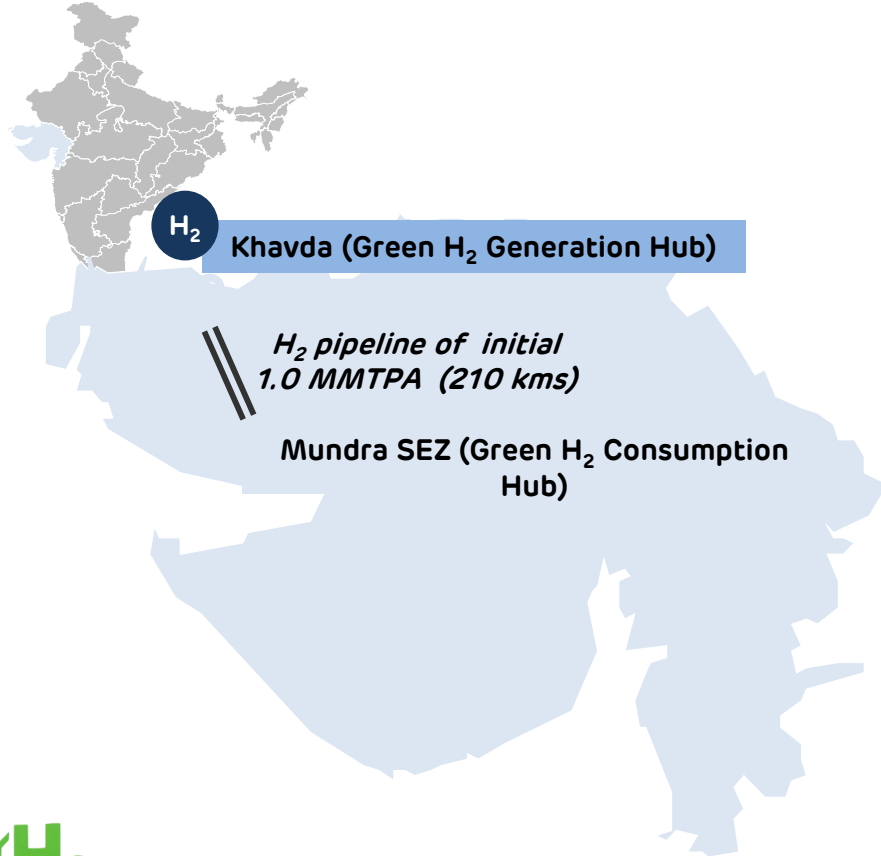 H₂
Khavda (Green H₂ Generation Hub)
H₂ pipeline of initial
1.0 MMTPA (210 kms)
Mundra SEZ (Green H₂ Consumption
Hub)
H